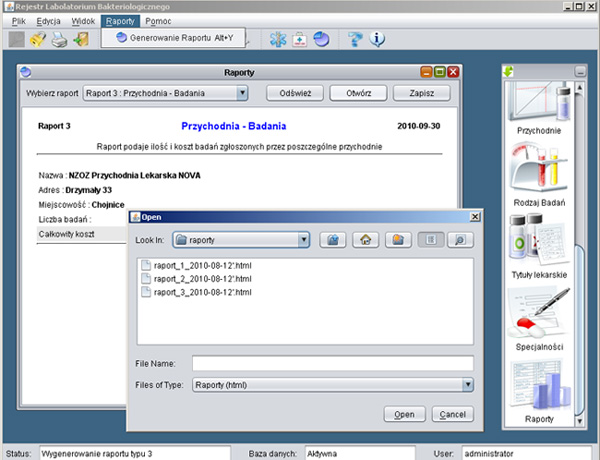 Rejestr Labolatorium Bakteriologicznego
Plik Edycja Widok Raporty Pomoc
Generowanie Raportu Alt+Y
Raporty
Wybierz raport Raport 3 : Przychodnia - Badania Odśwież Otwórz Zapisz
Raport 3 Przychodnia - Badania 2010-09-30
Raport podaje ilość i koszt badań zgłoszonych przez poszczególne przychodnie
Nazwa : NZOZ Przychodnia Lekarska NOVA
Adres : Drzymały 33
Miejscowość : Chojnice
Liczba badań :
Całkowity koszt
Open
Look In: raporty
raport_1_2010-08-12'.html
raport_2_2010-08-12'.html
raport_3_2010-08-12'.html
File Name:
Files of Type: Raporty (html)
Open Cancel
Przychodnie
Rodzaj Badań
Tytuły lekarskie
Specjalności
Raporty
Status: Wygenerowanie raportu typu 3 Baza danych: Aktywna User: administrator